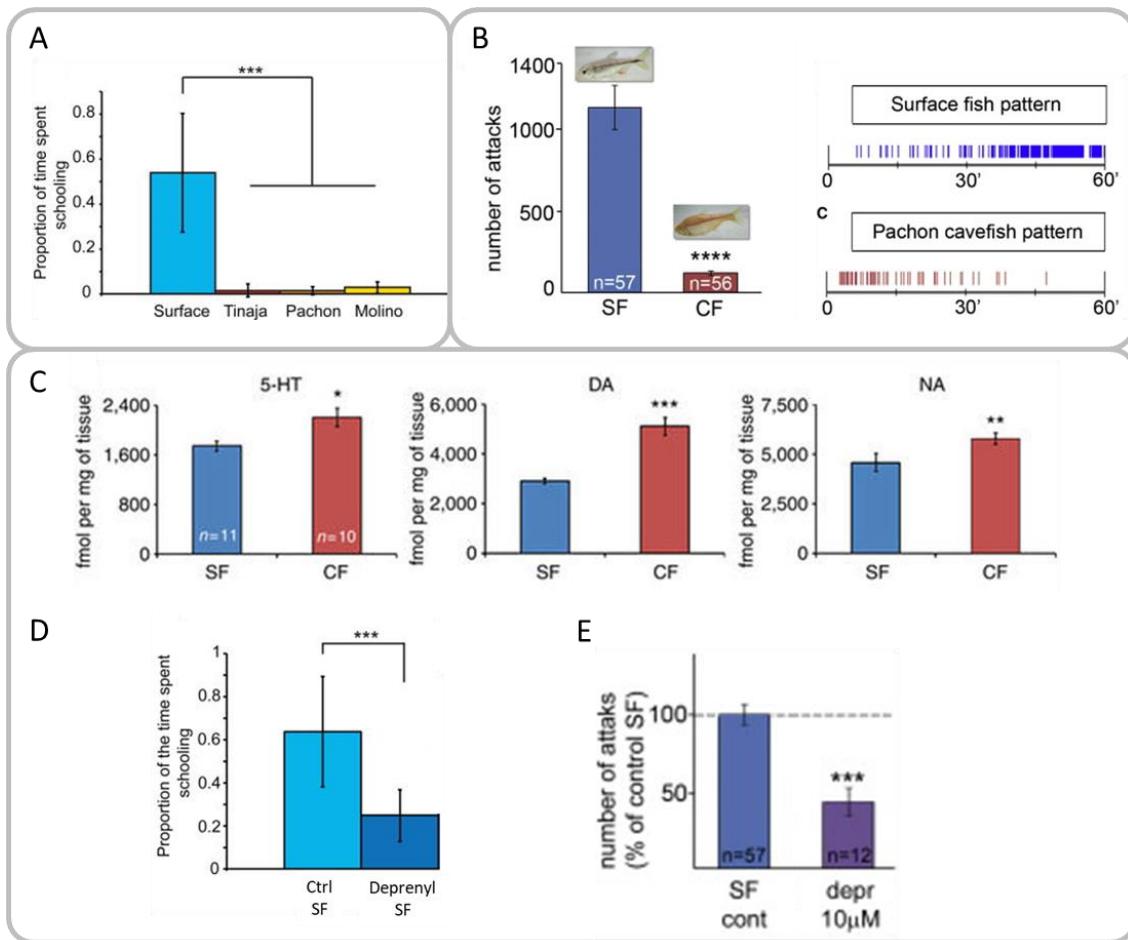 A
***
Proportion of time spent
schooling
0.8
0.6
0.4
0.2
0
Surface
Tinaja
Pachon
Molino
B
number of attacks
1400
1000
500
0
n=57
****
n=56
SF
CF
Surface fish pattern
0
30'
60'
c
Pachon cavefish pattern
0
30'
60'
C
5-HT
fmol per mg of tissue
2,400
1,600
800
0
*
n=11
n=10
SF
CF
DA
fmol per mg of tissue
6,000
4,000
2,000
0
***
SF
CF
NA
fmol per mg of tissue
7,500
5,000
2,500
0
**
SF
CF
D
Proportion of the time spent
schooling
1
0.8
0.6
0.4
0.2
0
***
Ctrl
SF
Deprenyl
SF
E
number of attaks
(% of control SF)
100
50
***
n=57
n=12
SF
cont
depr
10µM